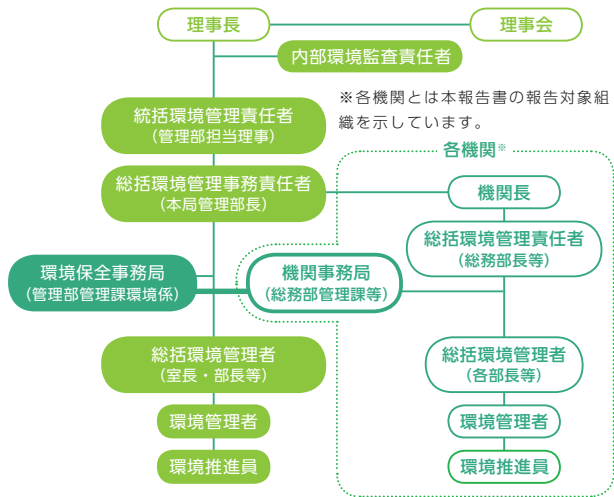 理事長
理事会
内部環境監査責任者
※各機関とは本報告書の報告対象組
織を示しています。
統括環境管理責任者
（管理部担当理事）
総括環境管理事務責任者
（本局管理部長）
各機関※
機関長
総括環境管理責任者
（総務部長等）
環境保全事務局
（管理部管理課環境係）
機関事務局
（総務部管理課等）
総括環境管理者
（室長・部長等）
総括環境管理者
（各部長等）
環境管理者
環境管理者
環境推進員
環境推進員